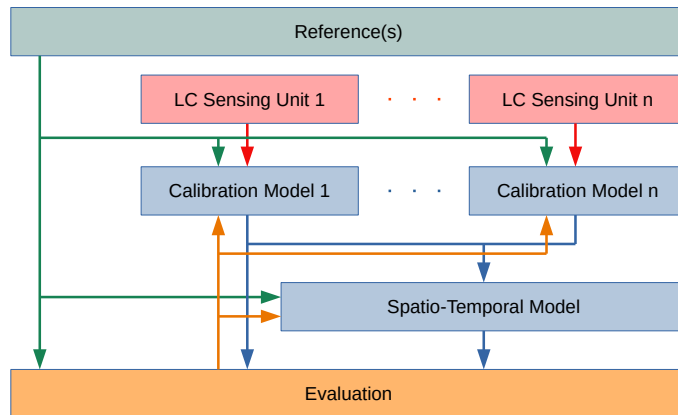 Reference(s)
LC Sensing Unit 1
. . .
LC Sensing Unit n
Calibration Model 1
. . .
Calibration Model n
Spatio-Temporal Model
Evaluation